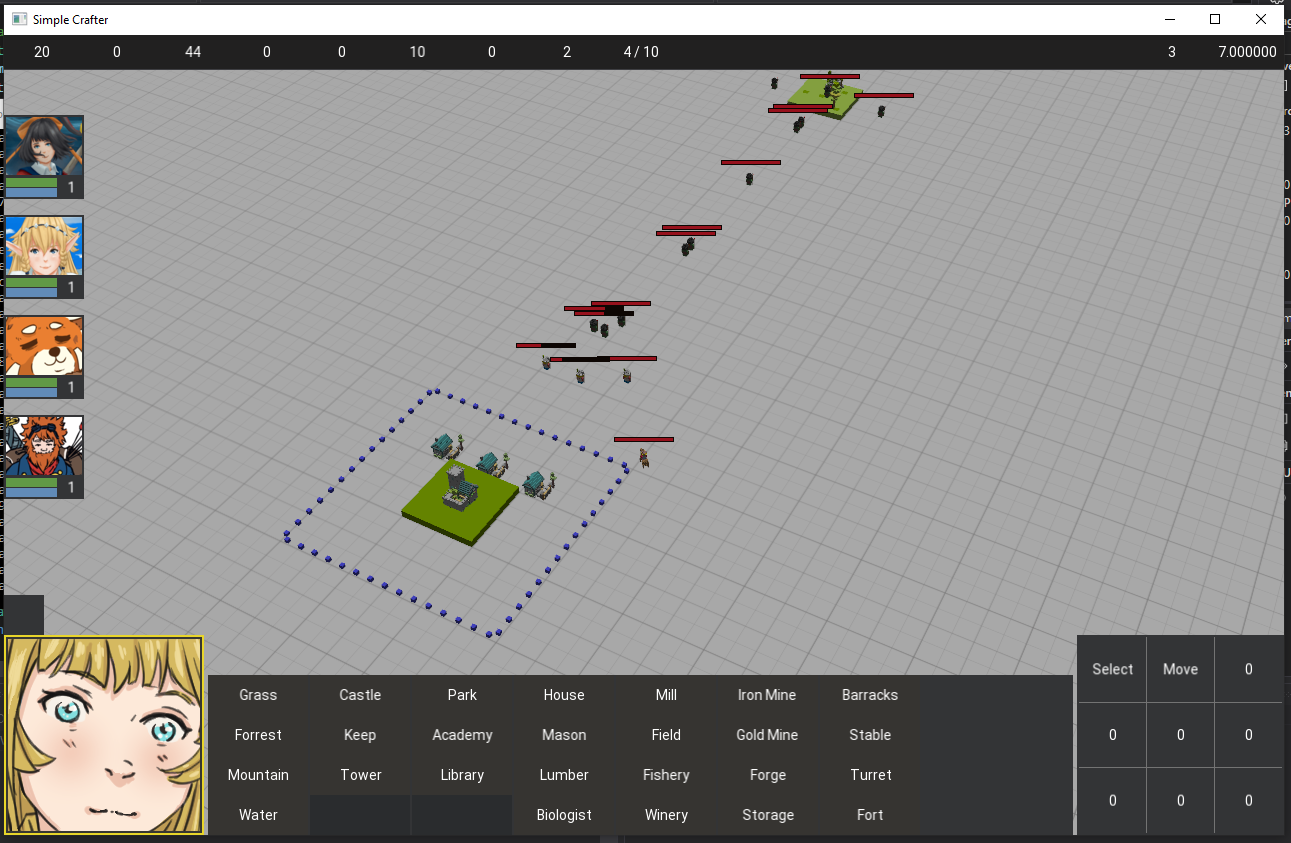 Simple Crafter
20 0 44 0 0 10 0 2 4 / 10 3 7.000000
1
1
1
1
Grass Castle Park House Mill Iron Mine Barracks
Forrest Keep Academy Mason Field Gold Mine Stable
Mountain Tower Library Lumber Fishery Forge Turret
Water Biologist Winery Storage Fort
Select Move 0
0 0 0
0 0 0